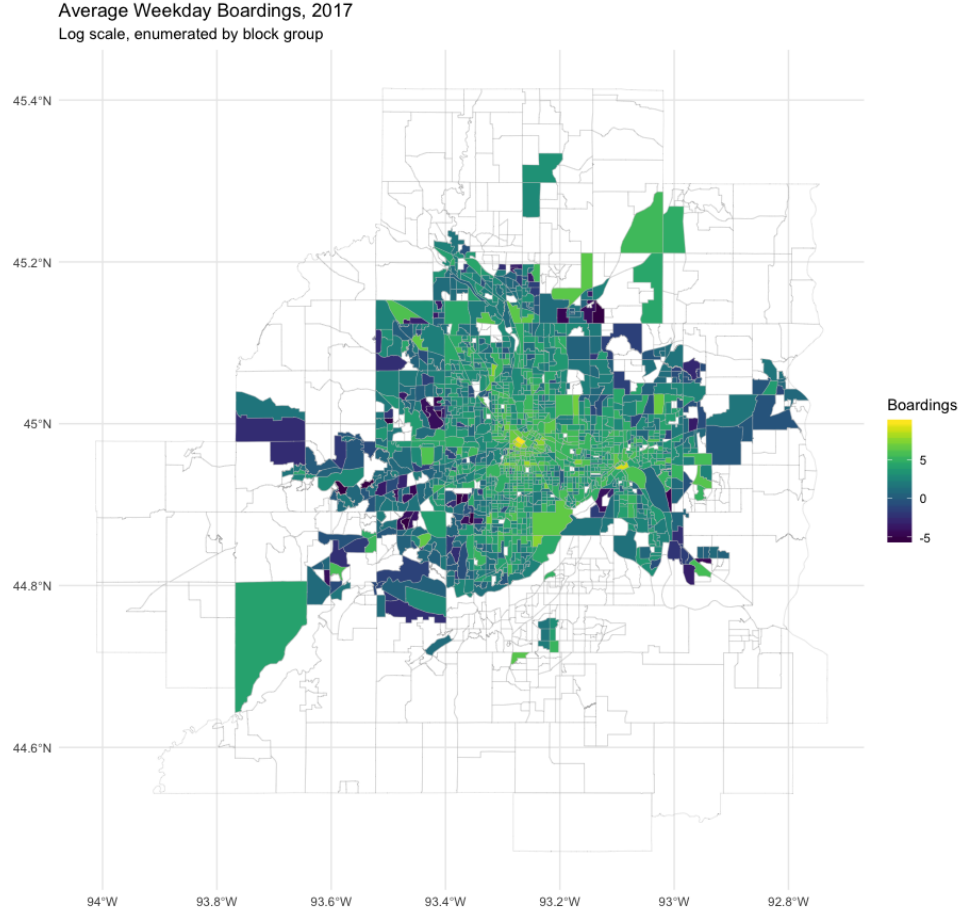 Average Weekday Boardings, 2017
Log scale, enumerated by block group
45.4°N
45.2°N
45°N
44.8°N
44.6°N
94°W
93.8°W
93.6°W
93.4°W
93.2°W
93°W
92.8°W
Boardings
5
0
-5